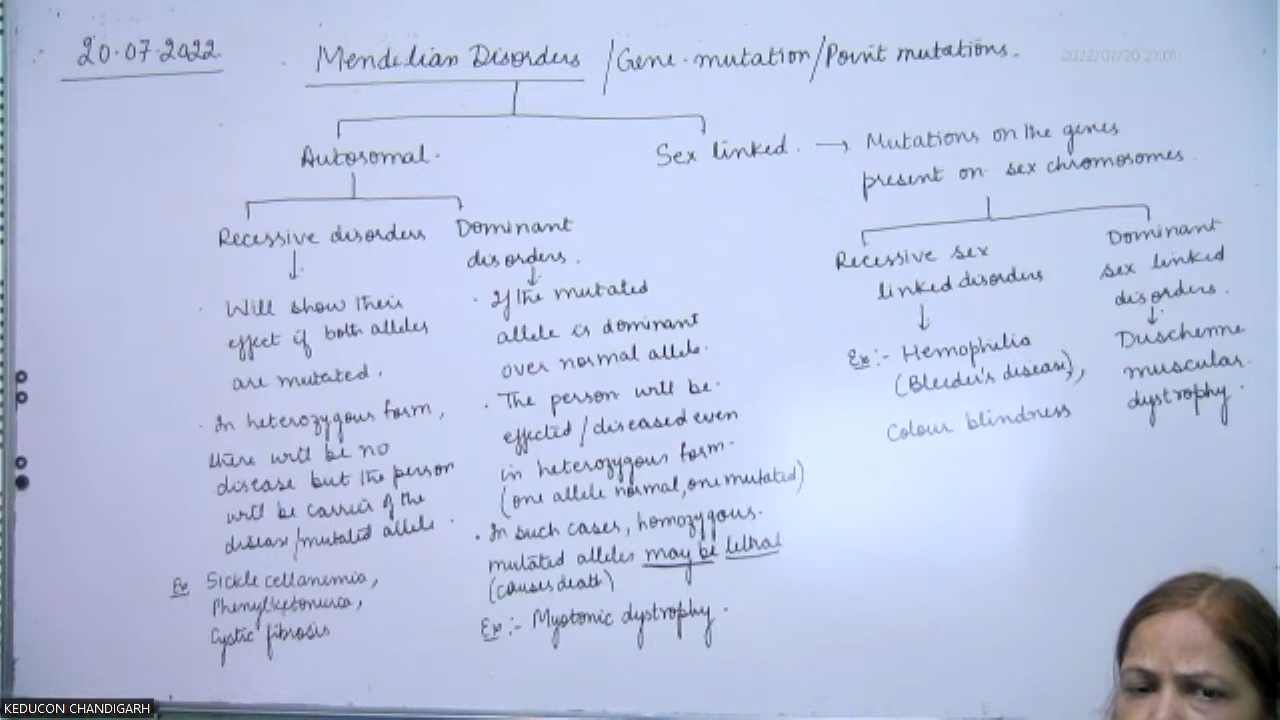 20.07.2022
Mendelian Disorders /Gene.mutation/Point mutations.
2022/07/20 21:01
Autosomal.
Sex linked. → Mutations on the genes
present on sex chromosomes.
Recessive disorders
Will show their
effect if both alleles
are mutated.
In heterozygous form,
there will be no
disease but the person
will be carrier of the
disease/mutated allele.
Ex Sickle cell anemia,
Phenylketonuria,
Cystic fibrosis
Dominant
disorders.
If the mutated
allele is dominant
over normal allele.
The person will be
effected/diseased even
in heterozygous form.
(one allele normal, one mutated)
In such cases, homozygous.
mutated alleles may be lethal
(causes death)
Ex:- Myotonic dystrophy.
Recessive sex
linked disorders
Ex:- Hemophilia
(Bleeder's disease),
Colour blindness
Dominant
sex linked
disorders.
Duschenne
muscular.
dystrophy.
KEDUCON CHANDIGARH